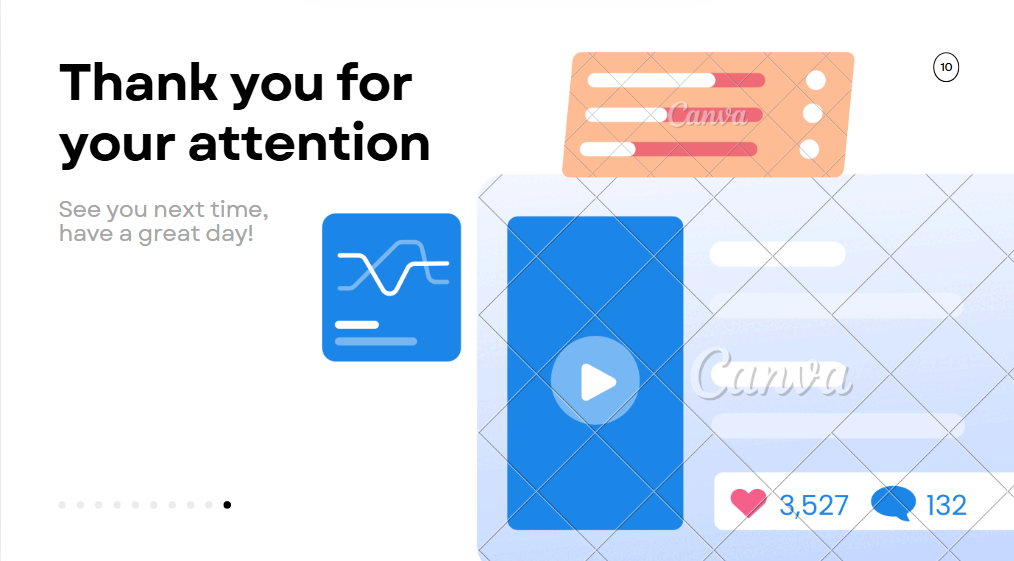 Thank you for
your attention
See you next time,
have a great day!
10
Canva
Canva
3,527 132